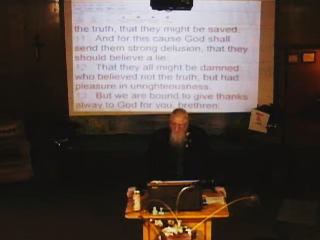 the truth, that they might be saved.
11 And for this cause God shall
send them strong delusion, that they
should believe a lie:
12 That they all might be damned
who believed not the truth, but had
pleasure in unrighteousness.
13 But we are bound to give thanks
alway to God for you, brethren